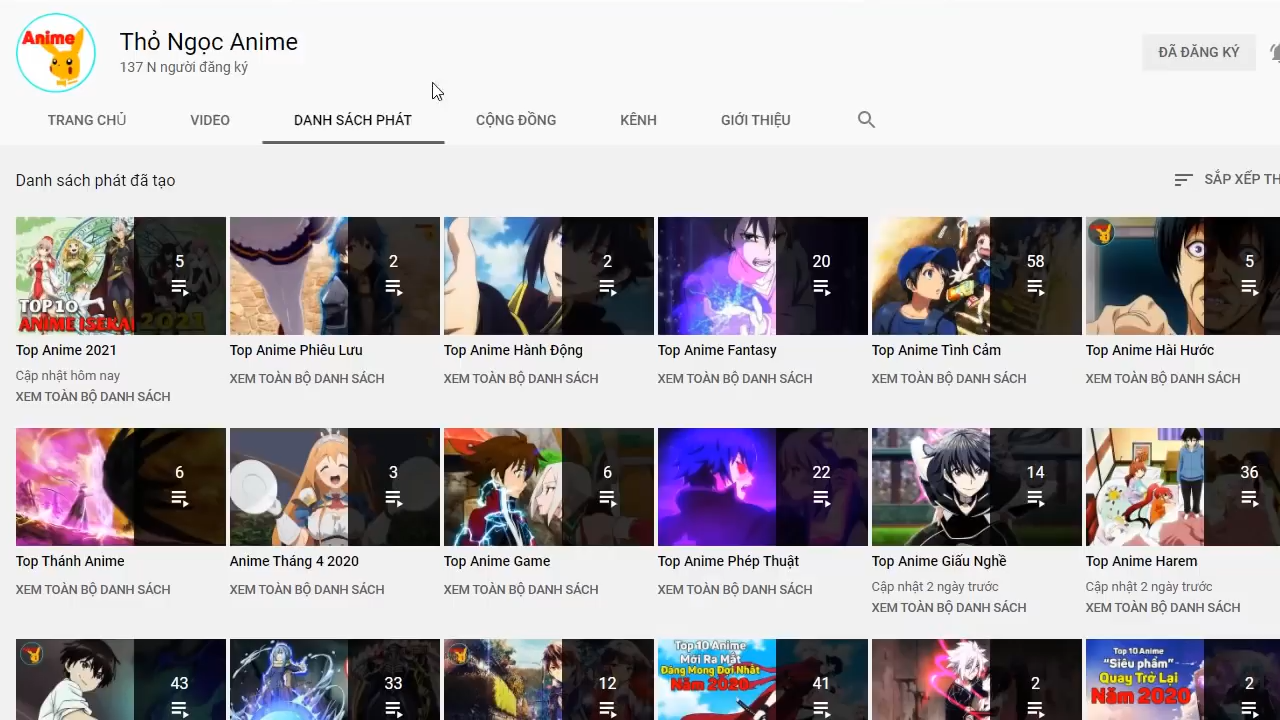 Anime
Thỏ Ngọc Anime
137 N người đăng ký
ĐÃ ĐĂNG KÝ
TRANG CHỦ VIDEO DANH SÁCH PHÁT CỘNG ĐỒNG KÊNH GIỚI THIỆU
Danh sách phát đã tạo
SẮP XẾP TH
5 2 2 20 58 5
TOP 10
ANIME ISEKAI 2021
Top Anime 2021 Top Anime Phiêu Lưu Top Anime Hành Động Top Anime Fantasy Top Anime Tình Cảm Top Anime Hài Hước
Cập nhật hôm nay
XEM TOÀN BỘ DANH SÁCH XEM TOÀN BỘ DANH SÁCH XEM TOÀN BỘ DANH SÁCH XEM TOÀN BỘ DANH SÁCH XEM TOÀN BỘ DANH SÁCH XEM TOÀN BỘ DANH SÁCH
6 3 6 22 14 36
Top Thánh Anime Anime Tháng 4 2020 Top Anime Game Top Anime Phép Thuật Top Anime Giấu Nghề Top Anime Harem
Cập nhật 2 ngày trước Cập nhật 2 ngày trước
XEM TOÀN BỘ DANH SÁCH XEM TOÀN BỘ DANH SÁCH XEM TOÀN BỘ DANH SÁCH XEM TOÀN BỘ DANH SÁCH XEM TOÀN BỘ DANH SÁCH XEM TOÀN BỘ DANH SÁCH
43 33 12 41 2 2
Top 10 Anime
Mới Ra Mắt
Đáng Mong Đợi Nhất
Năm 2020
Top 10 Anime
"Siêu phẩm"
Quay Trở Lại
Năm 2020